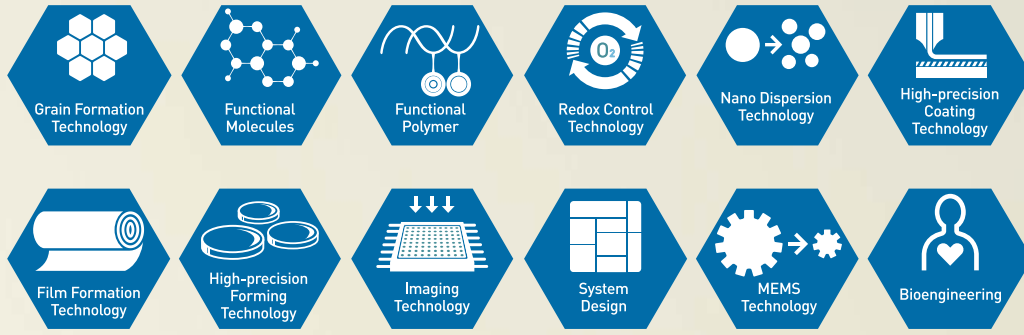 Grain Formation
Technology
Functional
Molecules
Functional
Polymer
O₂
Redox Control
Technology
Nano Dispersion
Technology
High-precision
Coating
Technology
Film Formation
Technology
High-precision
Forming
Technology
Imaging
Technology
System
Design
MEMS
Technology
Bioengineering